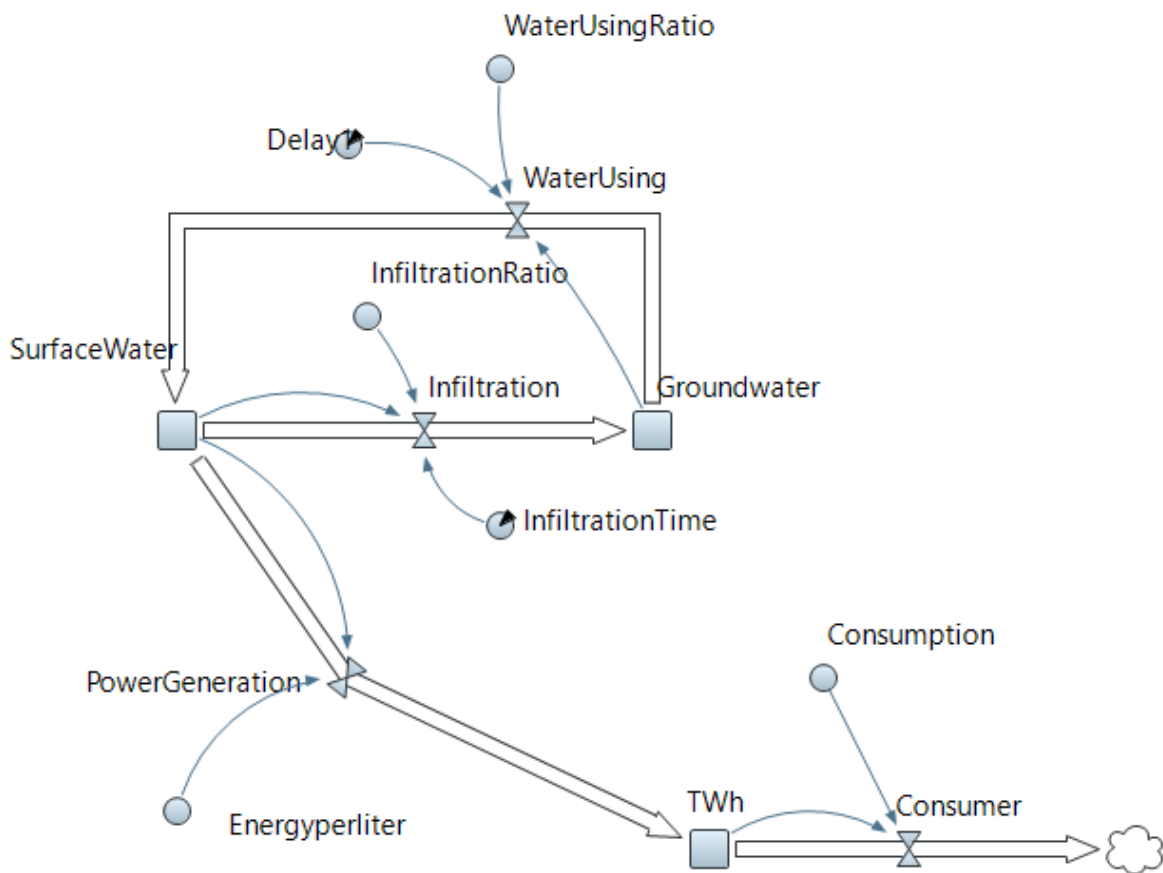 WaterUsingRatio
Delay1
WaterUsing
InfiltrationRatio
SurfaceWater
Infiltration
Groundwater
InfiltrationTime
Consumption
PowerGeneration
TWh
Consumer
Energyperliter